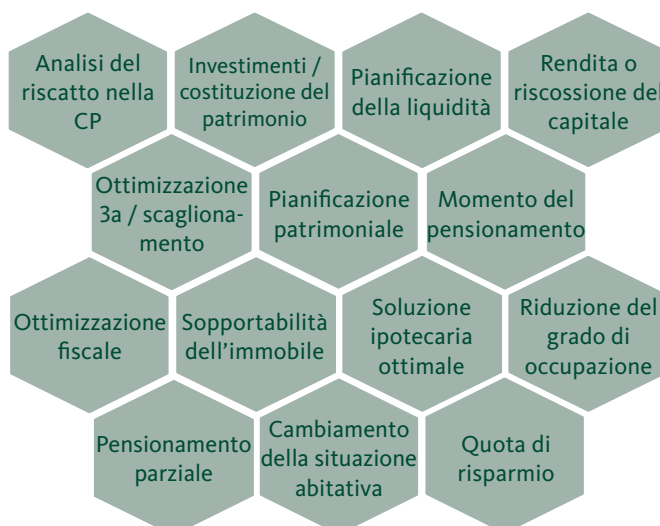 Analisi del
riscatto nella
CP
Investimenti /
costituzione del
patrimonio
Pianificazione
della liquidità
Rendita o
riscossione del
capitale
Ottimizzazione
3a / scagliona-
mento
Pianificazione
patrimoniale
Momento del
pensionamento
Ottimizzazione
fiscale
Sopportabilità
dell'immobile
Soluzione
ipotecaria
ottimale
Riduzione del
grado di
occupazione
Pensionamento
parziale
Cambiamento
della situazione
abitativa
Quota di
risparmio